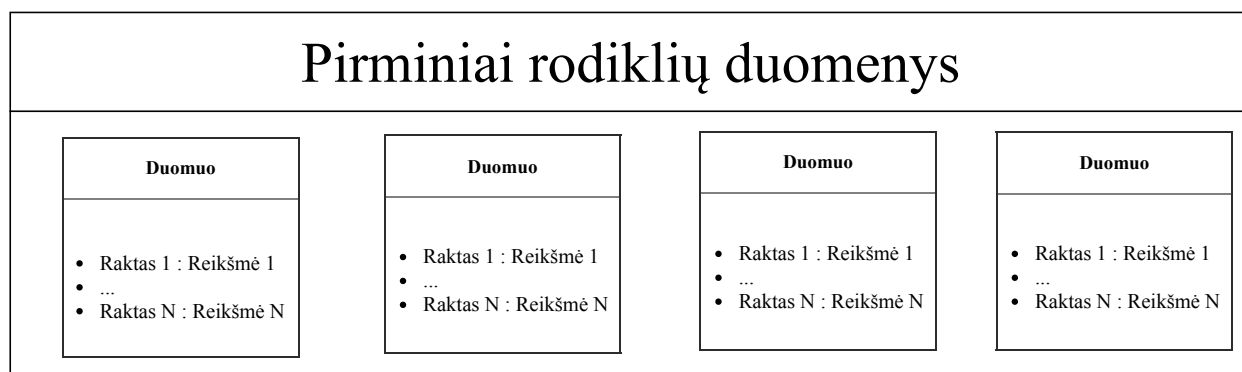 Pirminiai rodiklių duomenys
Duomuo
• Raktas 1 : Reikšmė 1
• ...
• Raktas N : Reikšmė N
Duomuo
• Raktas 1 : Reikšmė 1
• ...
• Raktas N : Reikšmė N
Duomuo
• Raktas 1 : Reikšmė 1
• ...
• Raktas N : Reikšmė N
Duomuo
• Raktas 1 : Reikšmė 1
• ...
• Raktas N : Reikšmė N